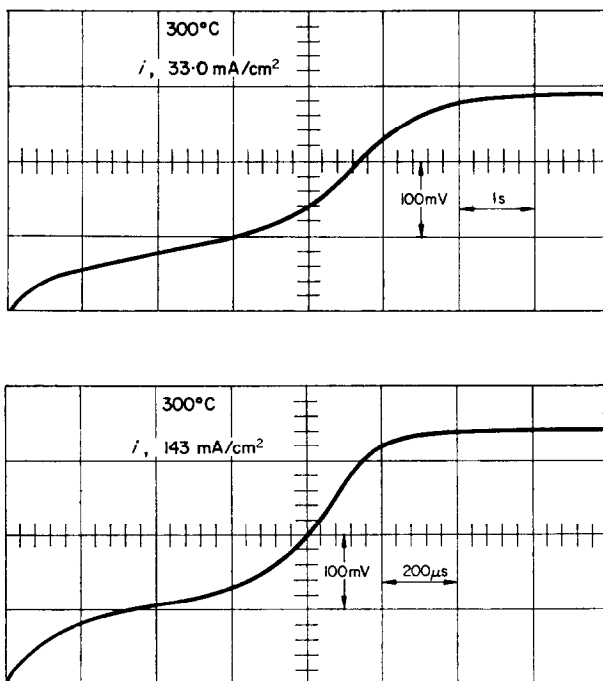 300°C
i, 33·0 mA/cm²
100mV
1s
300°C
i, 143 mA/cm²
100mV
200μs